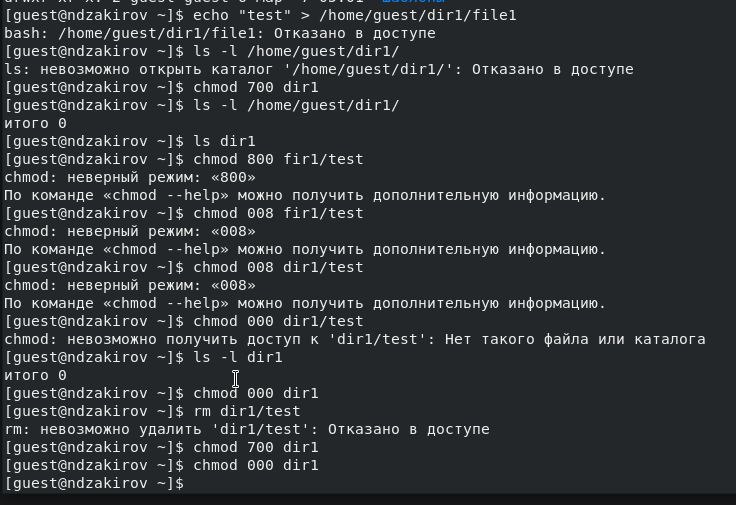 [guest@ndzakirov ~]$ echo "test" > /home/guest/dir1/file1
bash: /home/guest/dir1/file1: Отказано в доступе
[guest@ndzakirov ~]$ ls -l /home/guest/dir1/
ls: невозможно открыть каталог '/home/guest/dir1/': Отказано в доступе
[guest@ndzakirov ~]$ chmod 700 dir1
[guest@ndzakirov ~]$ ls -l /home/guest/dir1/
итого 0
[guest@ndzakirov ~]$ ls dir1
[guest@ndzakirov ~]$ chmod 800 fir1/test
chmod: неверный режим: «800»
По команде «chmod --help» можно получить дополнительную информацию.
[guest@ndzakirov ~]$ chmod 008 fir1/test
chmod: неверный режим: «008»
По команде «chmod --help» можно получить дополнительную информацию.
[guest@ndzakirov ~]$ chmod 008 dir1/test
chmod: неверный режим: «008»
По команде «chmod --help» можно получить дополнительную информацию.
[guest@ndzakirov ~]$ chmod 000 dir1/test
chmod: невозможно получить доступ к 'dir1/test': Нет такого файла или каталога
[guest@ndzakirov ~]$ ls -l dir1
итого 0
[guest@ndzakirov ~]$ chmod 000 dir1
[guest@ndzakirov ~]$ rm dir1/test
rm: невозможно удалить 'dir1/test': Отказано в доступе
[guest@ndzakirov ~]$ chmod 700 dir1
[guest@ndzakirov ~]$ chmod 000 dir1
[guest@ndzakirov ~]$